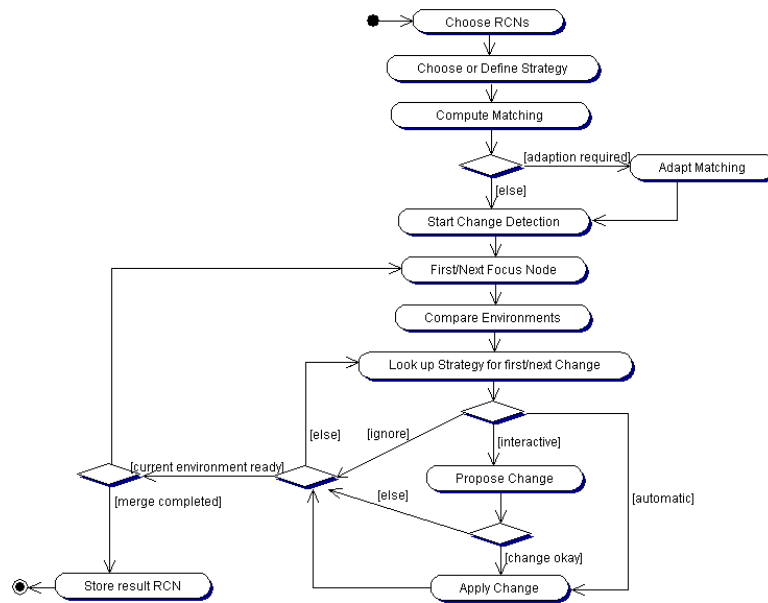 Choose RCNs
Choose or Define Strategy
Compute Matching
[adaption required]
Adapt Matching
[else]
Start Change Detection
First/Next Focus Node
Compare Environments
Look up Strategy for first/next Change
[else]
[ignore]
[interactive]
[current environment ready]
Propose Change
[else]
[automatic]
[merge completed]
[change okay]
Store result RCN
Apply Change